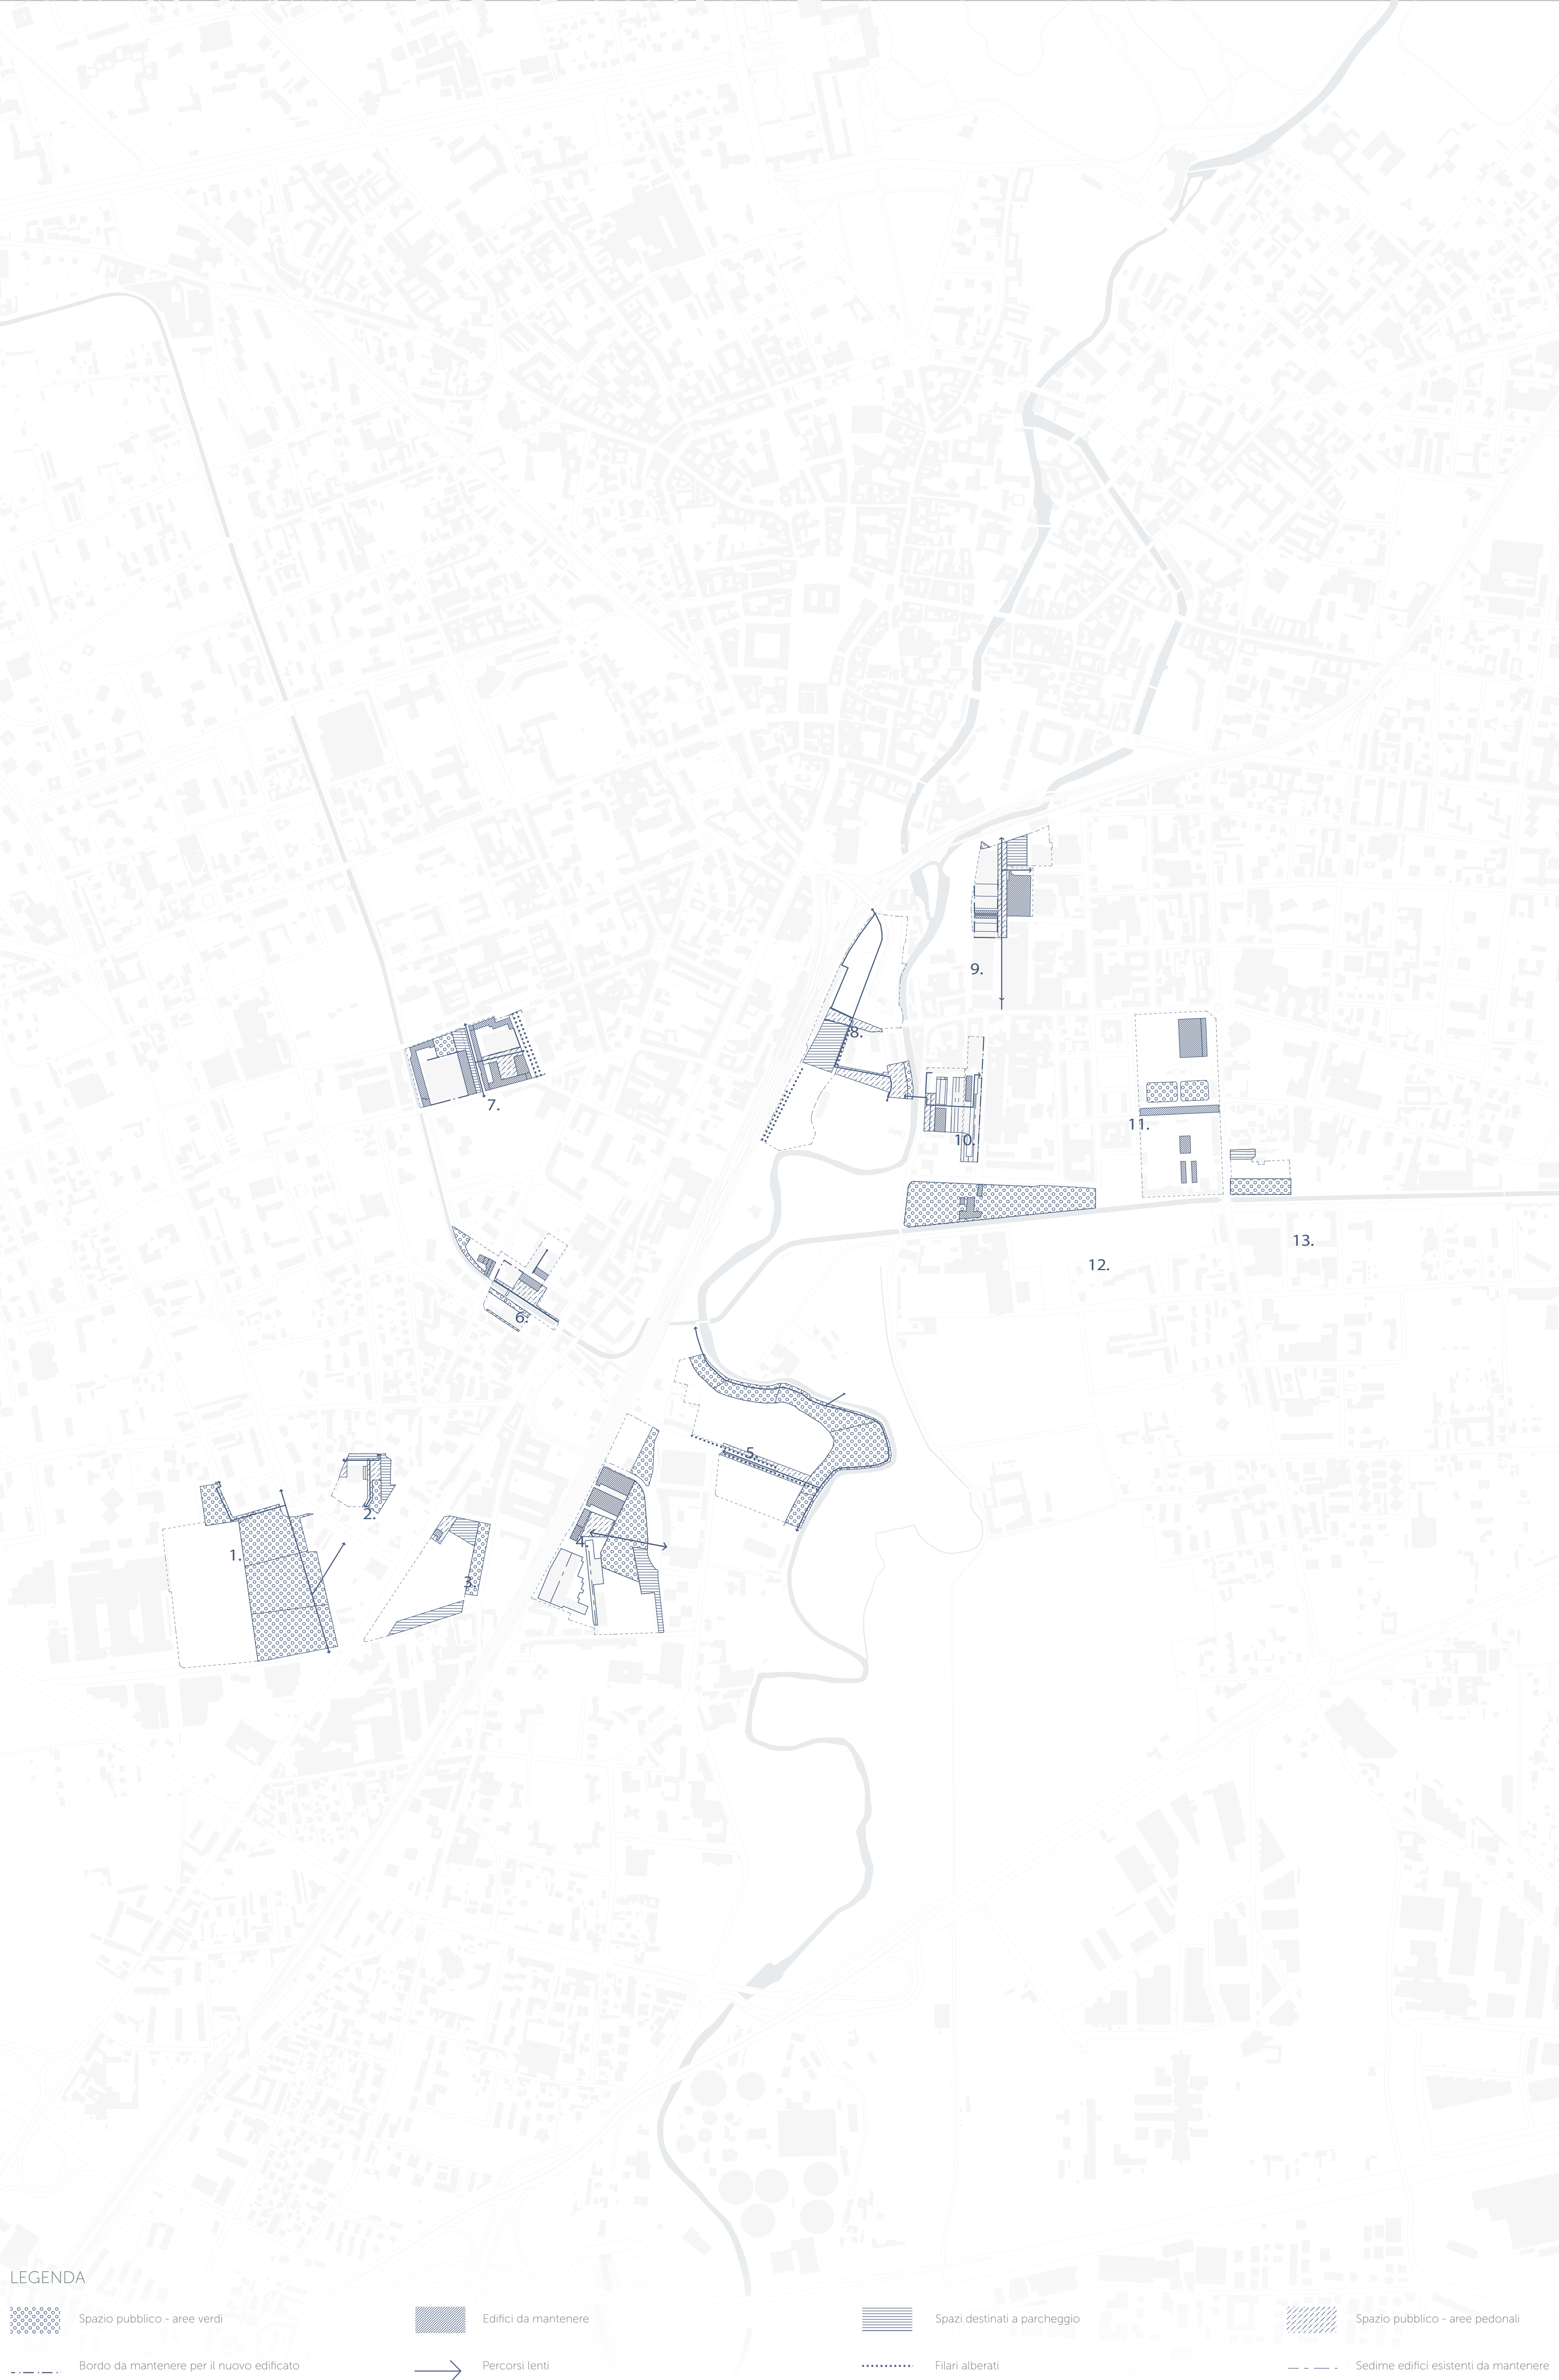 9.
8.
7.
10.
11.
13.
12.
6.
5.
2.
4.
1.
3.
LEGENDA
Spazio pubblico - aree verdi
Edifici da mantenere
Spazi destinati a parcheggio
Spazio pubblico - aree pedonali
Bordo da mantenere per il nuovo edificato
Percorsi lenti
Filari alberati
Sedime edifici esistenti da mantenere